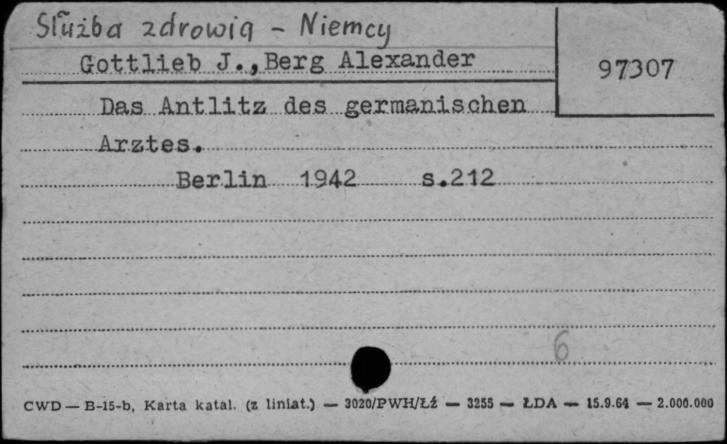 Służba zdrowia - Niemcy
Gottlieb J.,Berg Alexander
97307
Das Antlitz des germanischen
Arztes.
Berlin 1942 s.212
6
CWD — B-15-b, Karta katal. (z liniat.) — 3020/PWH/Łź — 3255 — ŁDA — 15.9.64 — 2.000.000